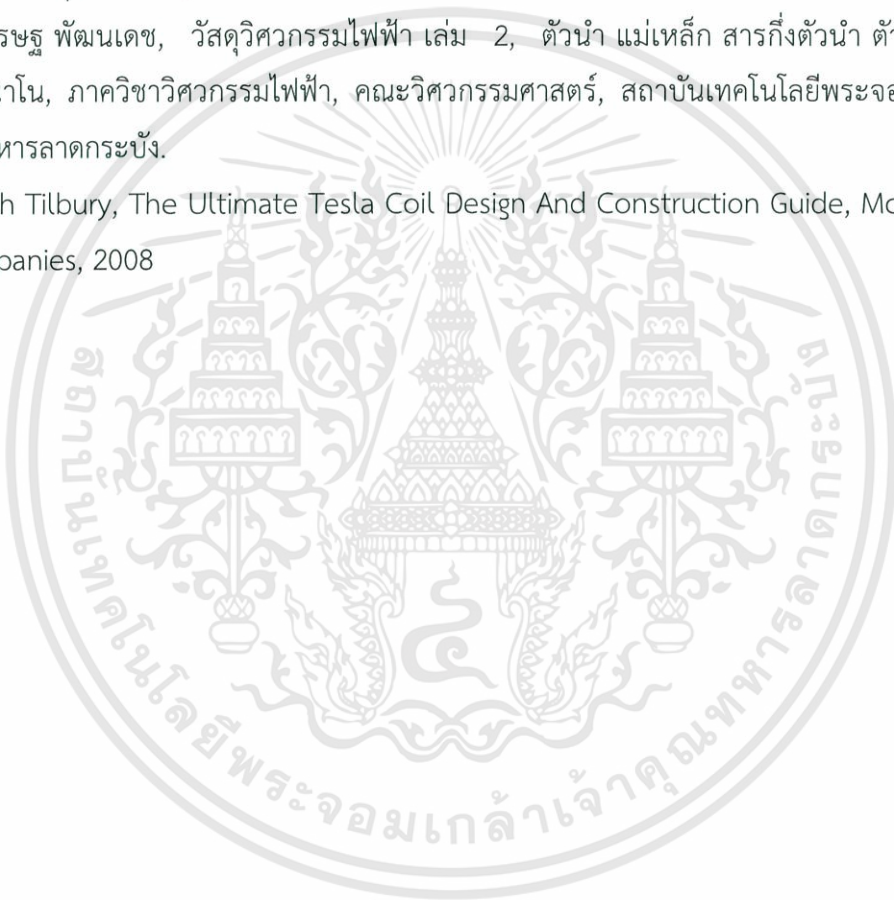 รษฐ พัฒนเดช, วัสดุวิศวกรรมไฟฟ้า เล่ม 2, ตัวนำ แม่เหล็ก สารกึ่งตัวนำ ตั
าโน, ภาควิชาวิศวกรรมไฟฟ้า, คณะวิศวกรรมศาสตร์, สถาบันเทคโนโลยีพระจอ
หารลาดกระบัง.
h Tilbury, The Ultimate Tesla Coil Design And Construction Guide, Mc
panies, 2008
สถาบันเทคโนโลยีพระจอมเกล้าเจ้าคุณทหารลาดกระบัง